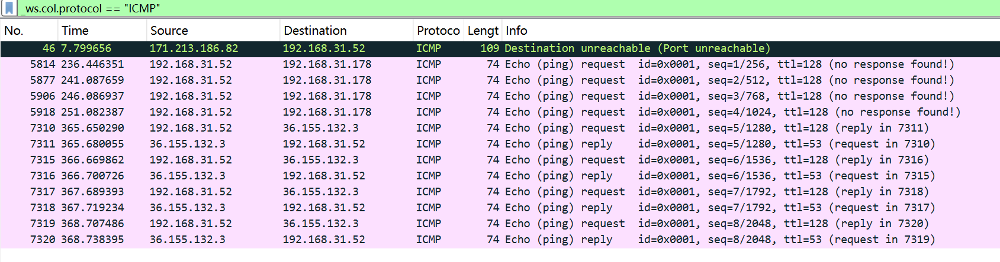 _ws.col.protocol == "ICMP"
No. Time Source Destination Protoco Lengt Info
46 7.799656 171.213.186.82 192.168.31.52 ICMP 109 Destination unreachable (Port unreachable)
5814 236.446351 192.168.31.52 192.168.31.178 ICMP 74 Echo (ping) request id=0x0001, seq=1/256, ttl=128 (no response found!)
5877 241.087659 192.168.31.52 192.168.31.178 ICMP 74 Echo (ping) request id=0x0001, seq=2/512, ttl=128 (no response found!)
5906 246.086937 192.168.31.52 192.168.31.178 ICMP 74 Echo (ping) request id=0x0001, seq=3/768, ttl=128 (no response found!)
5918 251.082387 192.168.31.52 192.168.31.178 ICMP 74 Echo (ping) request id=0x0001, seq=4/1024, ttl=128 (no response found!)
7310 365.650290 192.168.31.52 36.155.132.3 ICMP 74 Echo (ping) request id=0x0001, seq=5/1280, ttl=128 (reply in 7311)
7311 365.680055 36.155.132.3 192.168.31.52 ICMP 74 Echo (ping) reply id=0x0001, seq=5/1280, ttl=53 (request in 7310)
7315 366.669862 192.168.31.52 36.155.132.3 ICMP 74 Echo (ping) request id=0x0001, seq=6/1536, ttl=128 (reply in 7316)
7316 366.700726 36.155.132.3 192.168.31.52 ICMP 74 Echo (ping) reply id=0x0001, seq=6/1536, ttl=53 (request in 7315)
7317 367.689393 192.168.31.52 36.155.132.3 ICMP 74 Echo (ping) request id=0x0001, seq=7/1792, ttl=128 (reply in 7318)
7318 367.719234 36.155.132.3 192.168.31.52 ICMP 74 Echo (ping) reply id=0x0001, seq=7/1792, ttl=53 (request in 7317)
7319 368.707486 192.168.31.52 36.155.132.3 ICMP 74 Echo (ping) request id=0x0001, seq=8/2048, ttl=128 (reply in 7320)
7320 368.738395 36.155.132.3 192.168.31.52 ICMP 74 Echo (ping) reply id=0x0001, seq=8/2048, ttl=53 (request in 7319)